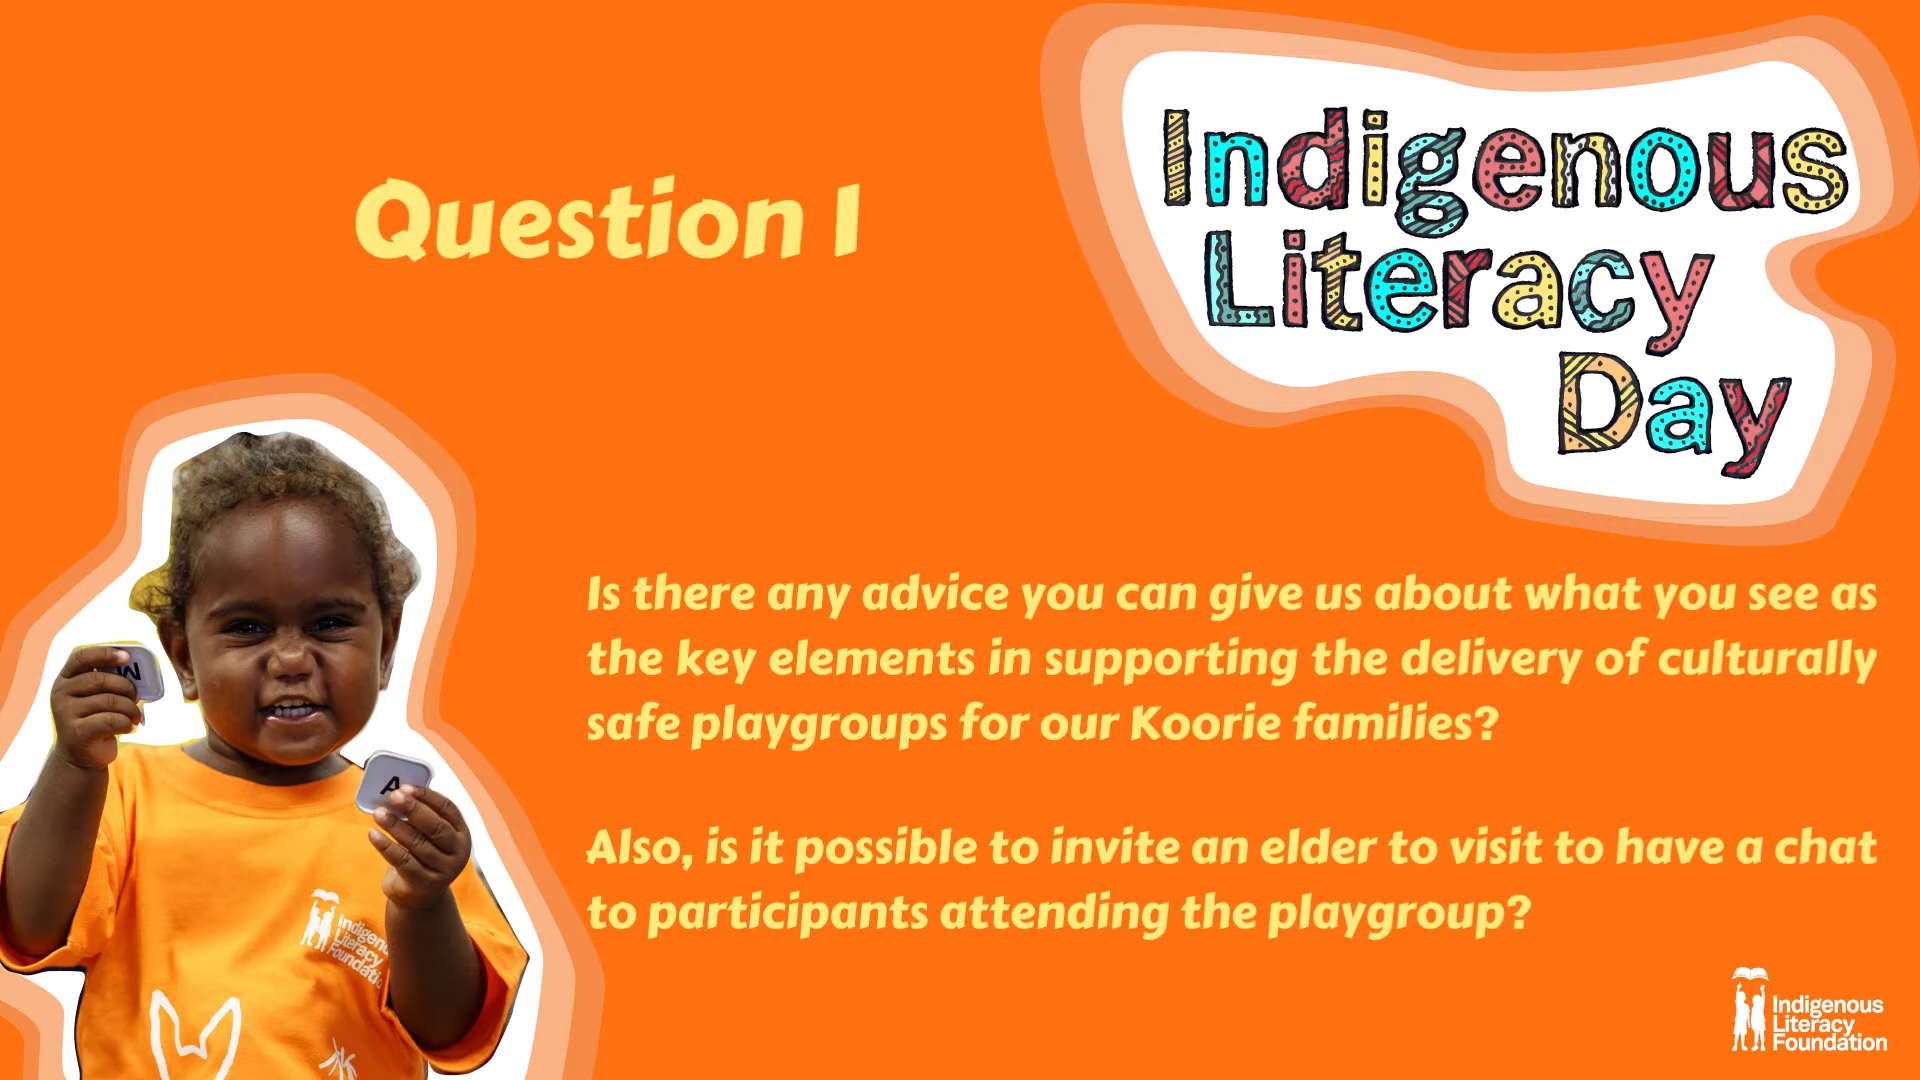 Indigenous
Literacy
Day
Question 1
Is there any advice you can give us about what you see as
the key elements in supporting the delivery of culturally
safe playgroups for our Koorie families?
Also, is it possible to invite an elder to visit to have a chat
to participants attending the playgroup?
M
A
Indigenous
Literacy
Foundation